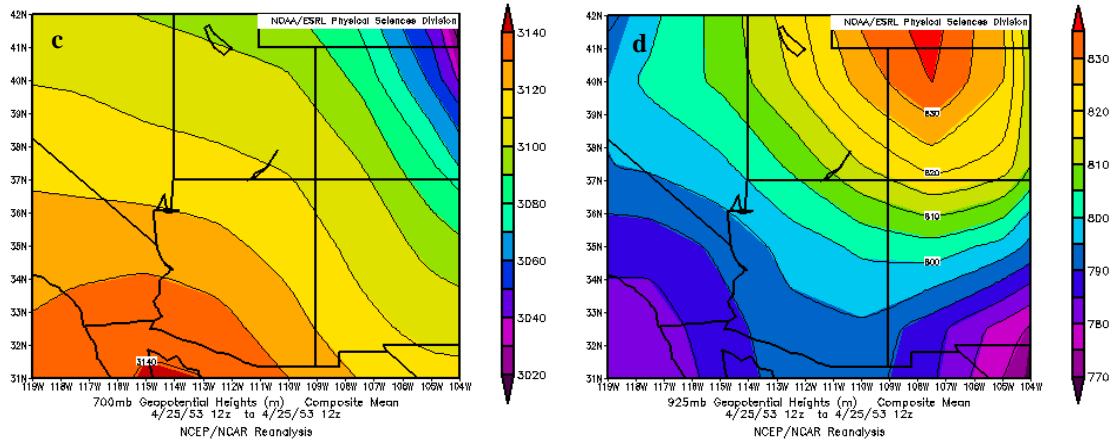 NOAA/ESRL Physical Sciences Division
c
42N
41N
40N
39N
38N
37N
36N
35N
34N
33N
32N
31N
3140
119W 118W 117W 116W 115W 114W 113W 112W 111W 110W 109W 108W 107W 106W 105W 104W
3140
3120
3100
3080
3060
3040
3020
700mb Geopotential Heights (m) Composite Mean
4/25/53 12z to 4/25/53 12z
NCEP/NCAR Reanalysis
NOAA/ESRL Physical Sciences Division
d
42N
41N
40N
39N
38N
37N
36N
35N
34N
33N
32N
31N
830
820
810
800
119W 118W 117W 116W 115W 114W 113W 112W 111W 110W 109W 108W 107W 106W 105W 104W
830
820
810
800
790
780
770
925mb Geopotential Heights (m) Composite Mean
4/25/53 12z to 4/25/53 12z
NCEP/NCAR Reanalysis